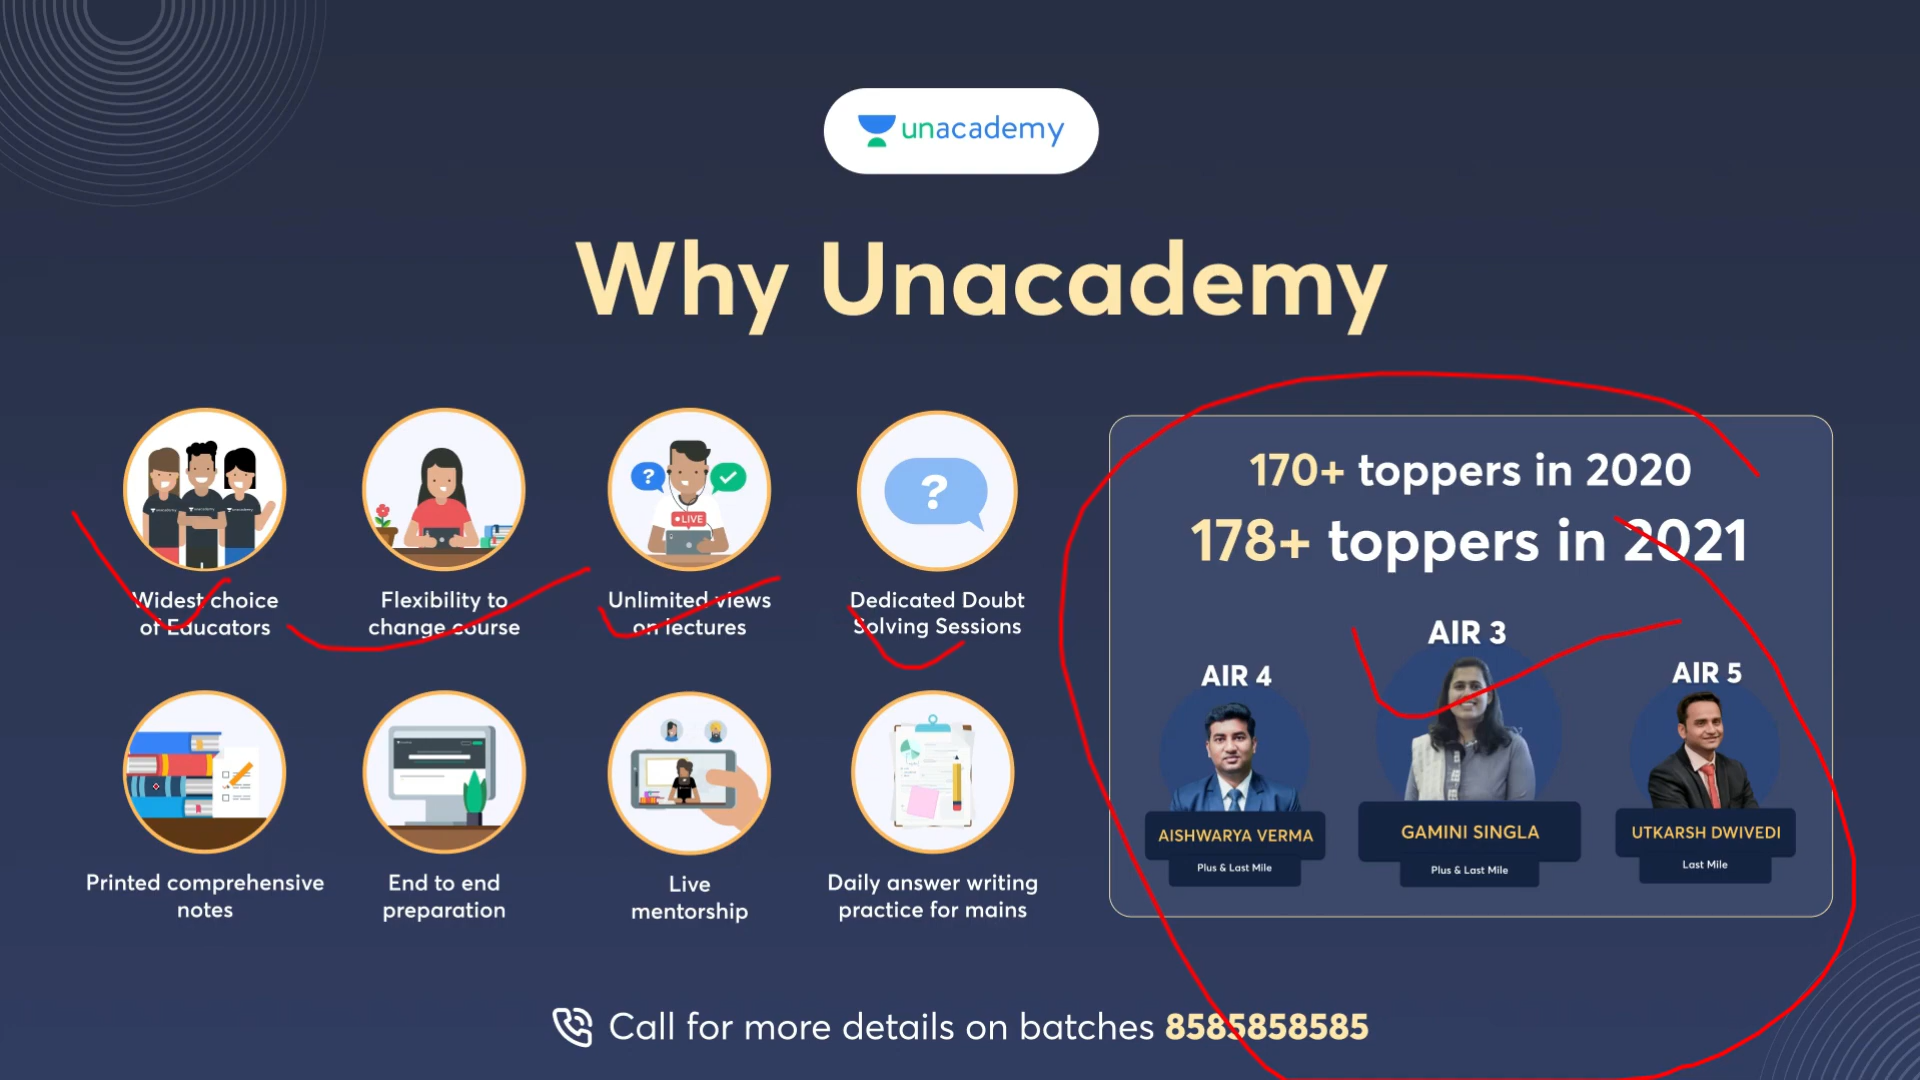 unacademy
Why Unacademy
Widest choice
of Educators
Flexibility to
change course
LIVE
Unlimited views
on lectures
?
Dedicated Doubt
Solving Sessions
Printed comprehensive
notes
End to end
preparation
Live
mentorship
Daily answer writing
practice for mains
170+ toppers in 2020
178+ toppers in 2021
AIR 4
AISHWARYA VERMA
Plus & Last Mile
AIR 3
GAMINI SINGLA
Plus & Last Mile
AIR 5
UTKARSH DWIVEDI
Last Mile
Call for more details on batches 8585858585